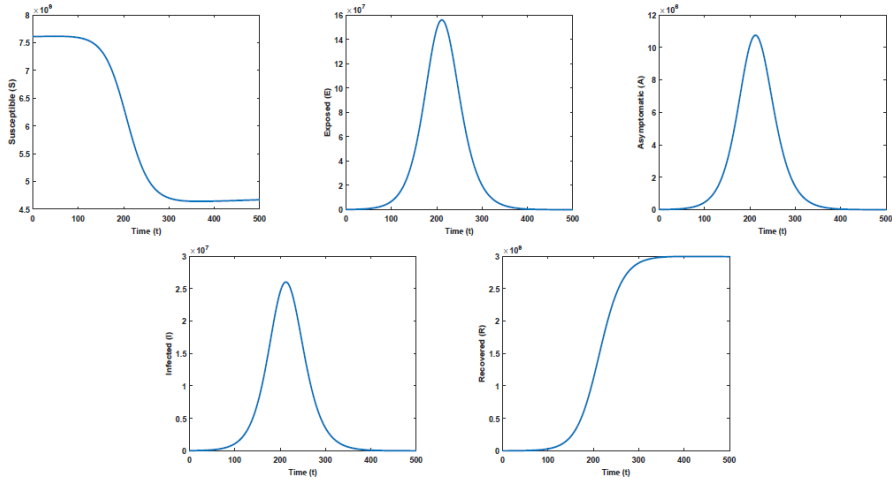 ×10⁹
8
7.5
7
6.5
6
5.5
5
4.5
0 100 200 300 400 500
Susceptible (S)
Time (t)
×10⁷
16
14
12
10
8
6
4
2
0
0 100 200 300 400 500
Exposed (E)
Time (t)
12
10
8
6
4
2
0
0 100 200 300 400 500
Asymptomatic (A)
Time (t)
×10⁷
3
2.5
2
1.5
1
0.5
0
0 100 200 300 400 500
Infected (I)
Time (t)
×10⁹
3
2.5
2
1.5
1
0.5
0
0 100 200 300 400 500
Recovered (R)
Time (t)